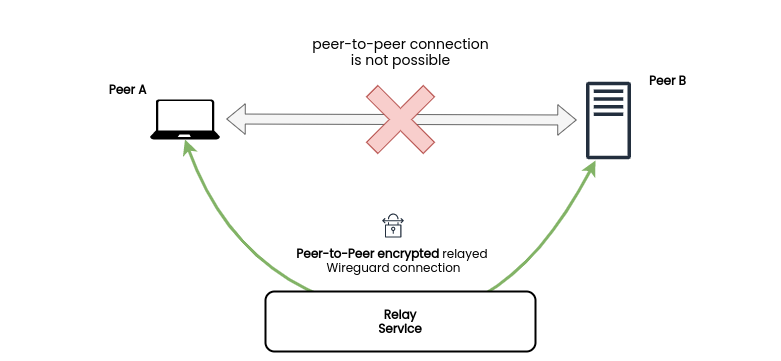 peer-to-peer connection
is not possible
Peer A
Peer B
Peer-to-Peer encrypted relayed
Wireguard connection
Relay
Service